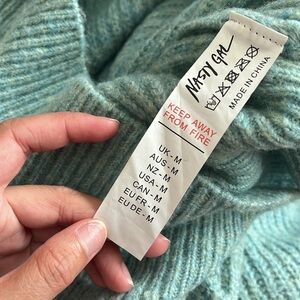 NASTY GAL
MADE IN CHINA
KEEP AWAY
FROM FIRE
UK - M
AUS - M
NZ - M
USA - M
CAN - M
EU FR - M
EU DE - M